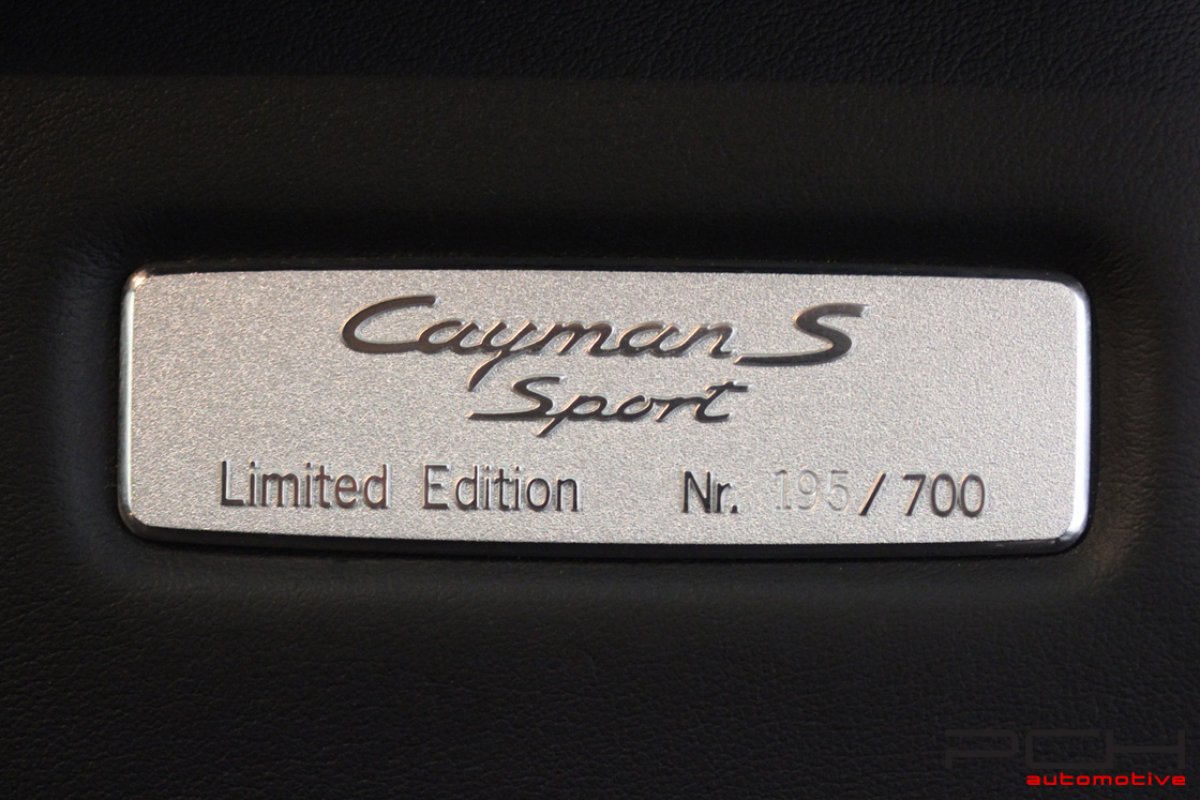 Cayman S
Sport
Limited Edition Nr. 195/700
PCH
automotive